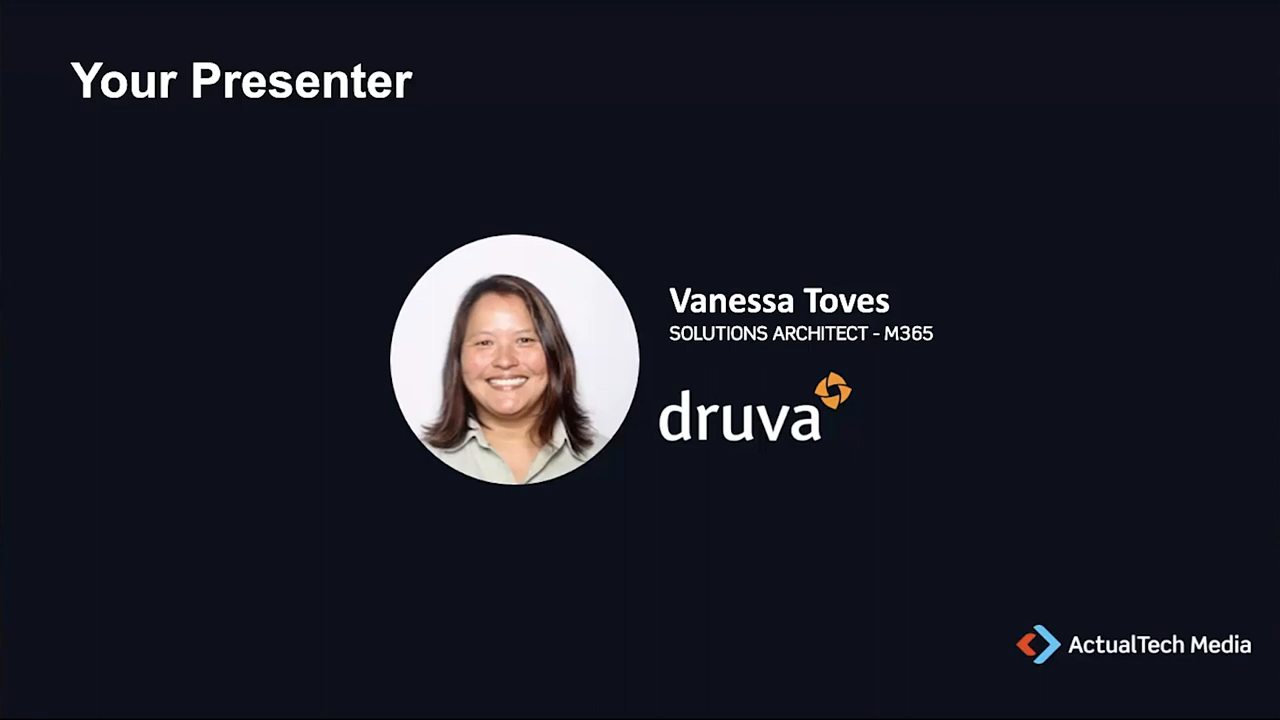 Your Presenter
Vanessa Toves
SOLUTIONS ARCHITECT - M365
druva
ActualTech Media